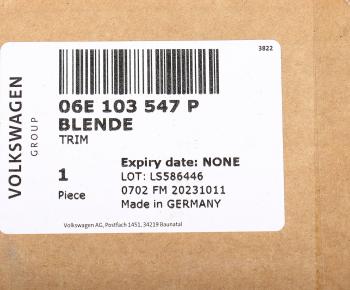 3822
VOLKSWAGEN
GROUP
06E 103 547 P
BLENDE
TRIM
1
Piece
Expiry date: NONE
LOT: LS586446
0702 FM 20231011
Made in GERMANY
Volkswagen AG, Postfach 1451, 34219 Baunatal